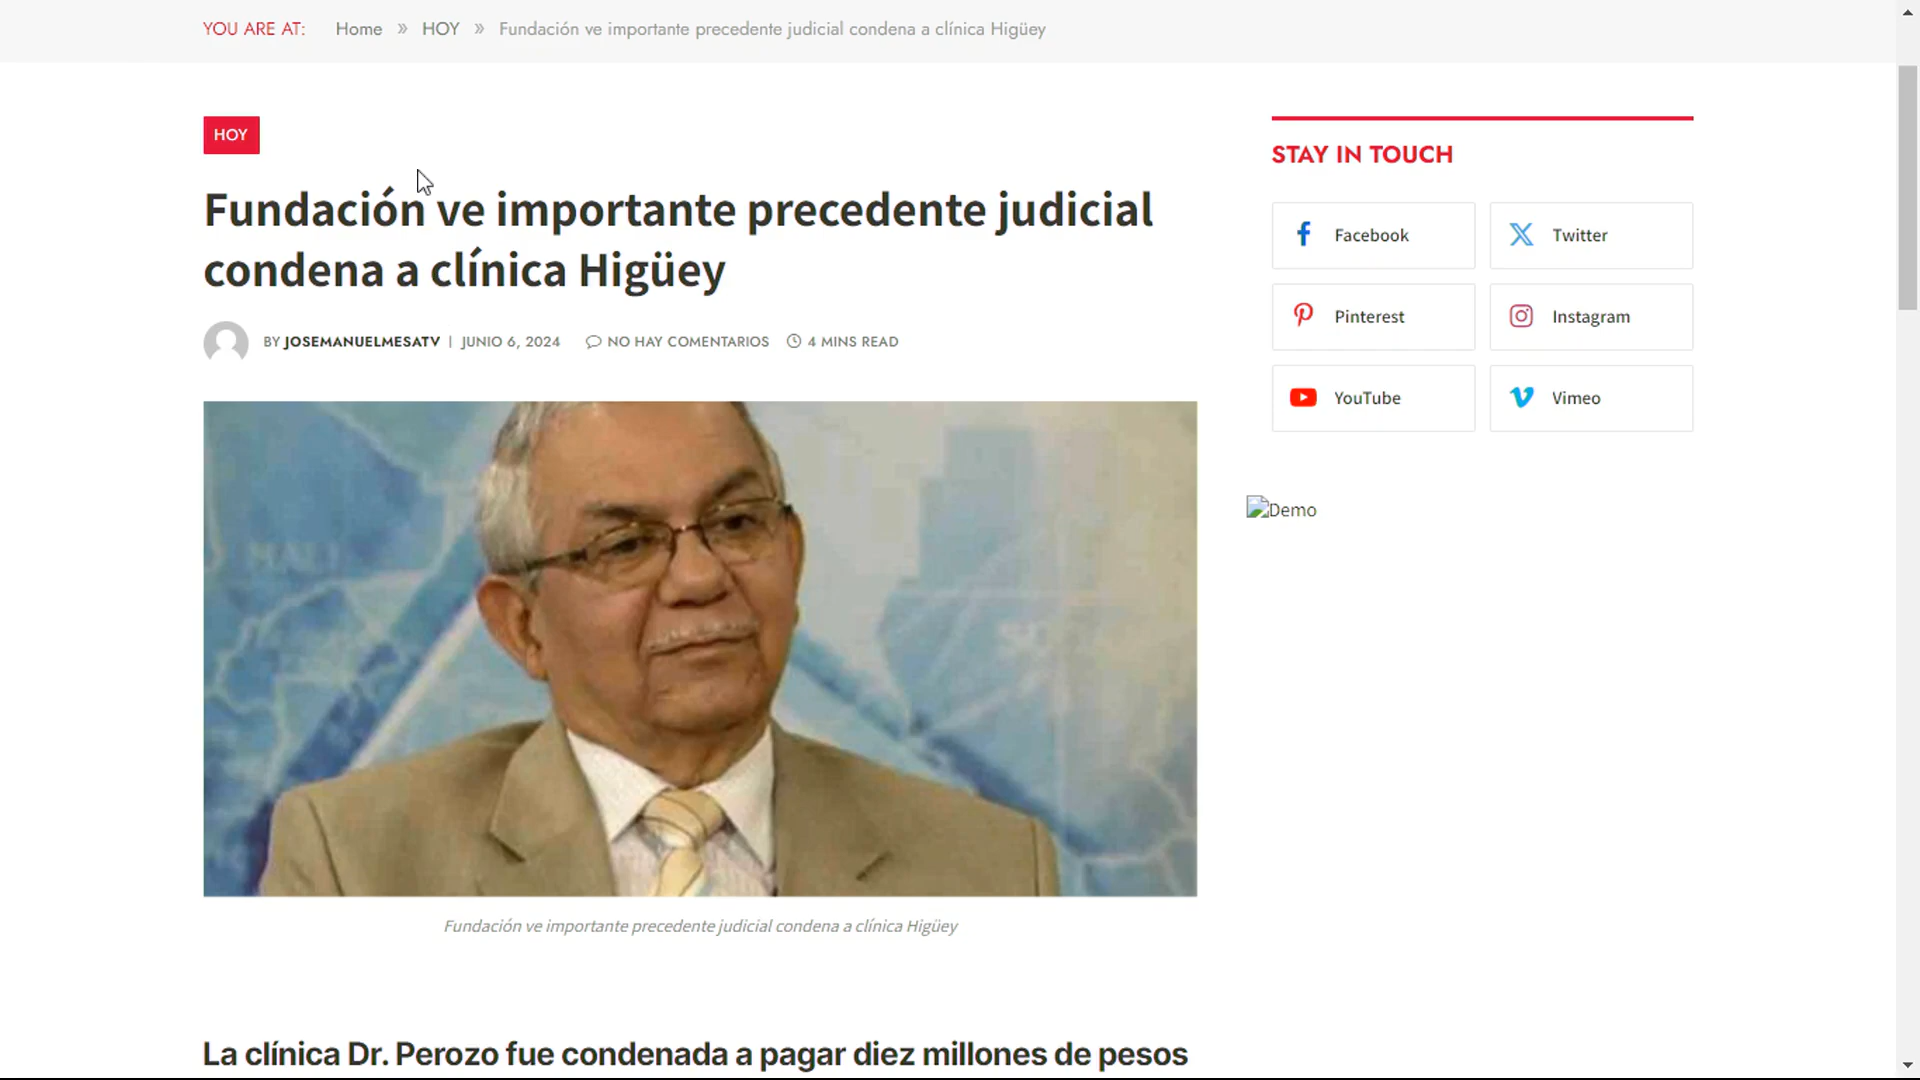 YOU ARE AT: Home » HOY » Fundación ve importante precedente judicial condena a clínica Higüey
HOY
Fundación ve importante precedente judicial
condena a clínica Higüey
BY JOSEMANUELMESATV | JUNIO 6, 2024 NO HAY COMENTARIOS 4 MINS READ
Fundación ve importante precedente judicial condena a clínica Higüey
La clínica Dr. Perozo fue condenada a pagar diez millones de pesos
STAY IN TOUCH
Facebook Twitter
Pinterest Instagram
YouTube Vimeo
Demo